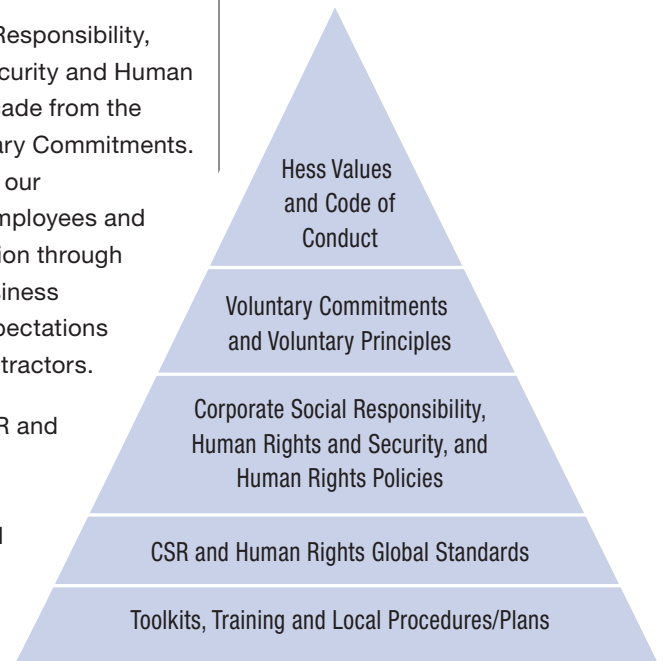 Responsibility,
curity and Human
ade from the
ary Commitments.
our
mployees and
ion through
siness
pectations
tractors.
R and
Hess Values
and Code of
Conduct
Voluntary Commitments
and Voluntary Principles
Corporate Social Responsibility,
Human Rights and Security, and
Human Rights Policies
CSR and Human Rights Global Standards
Toolkits, Training and Local Procedures/Plans